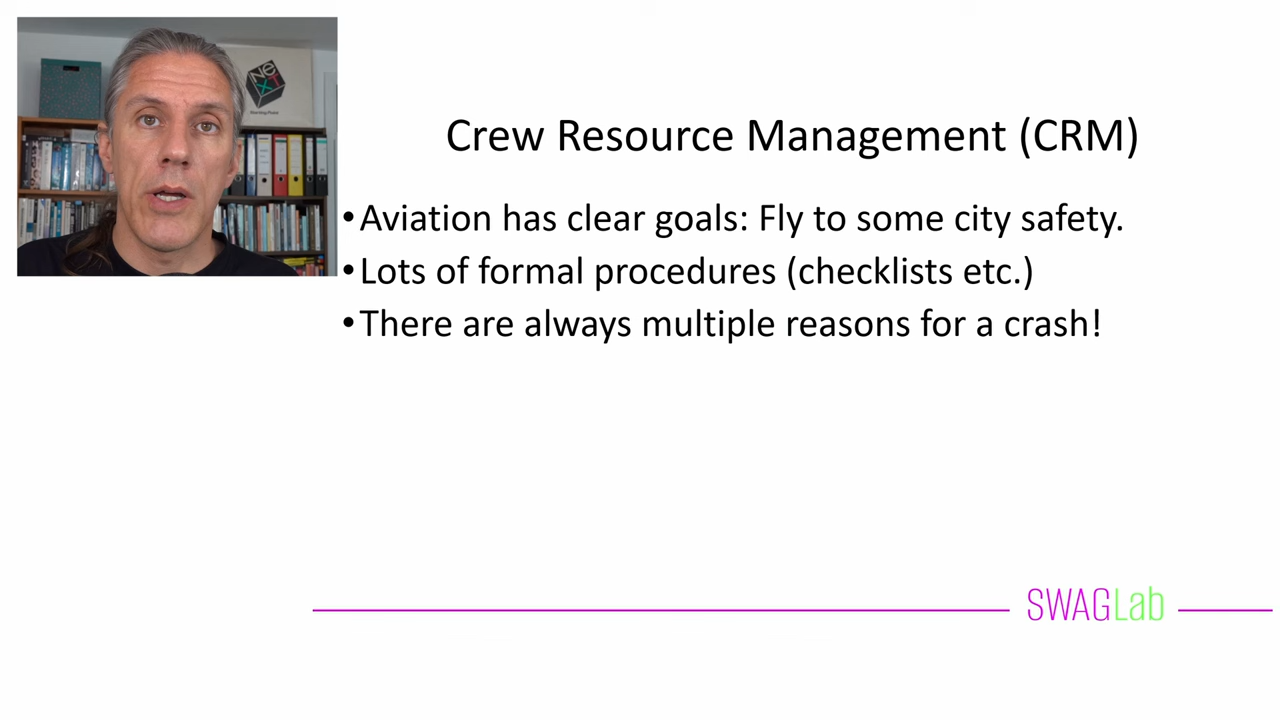 NeXT
Crew Resource Management (CRM)
•Aviation has clear goals: Fly to some city safety.
•Lots of formal procedures (checklists etc.)
•There are always multiple reasons for a crash!
SWAGLab